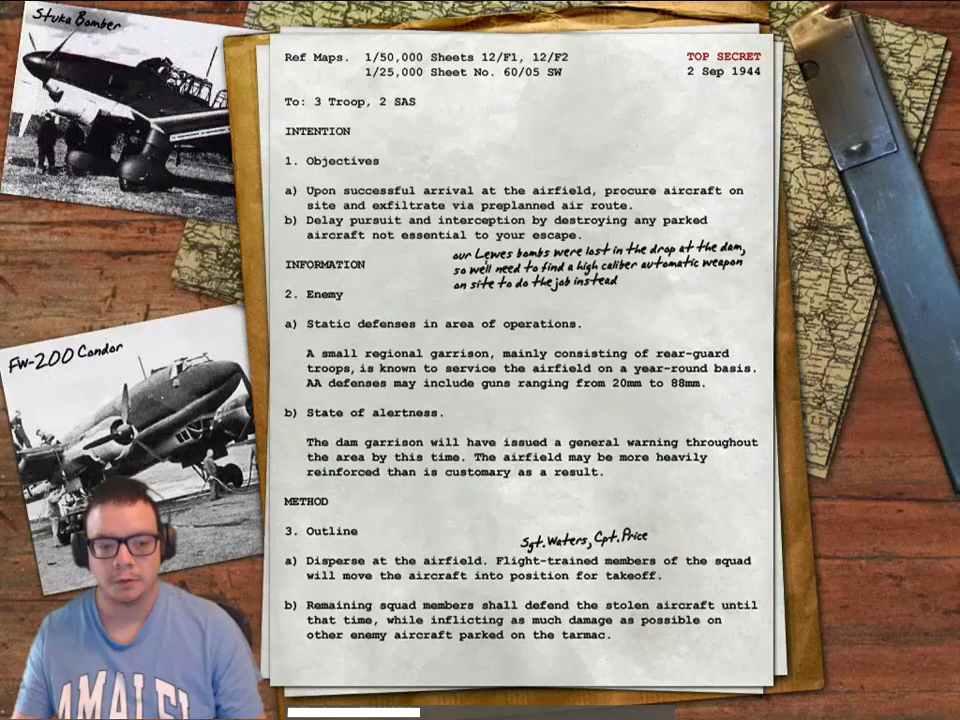 Stuka Bomber
Ref Maps. 1/50,000 Sheets 12/F1, 12/F2
TOP SECRET
1/25,000 Sheet No. 60/05 SW
2 Sep 1944
To: 3 Troop, 2 SAS
INTENTION
1. Objectives
a) Upon successful arrival at the airfield, procure aircraft on
site and exfiltrate via preplanned air route.
b) Delay pursuit and interception by destroying any parked
aircraft not essential to your escape.
our Lewes bombs were lost in the drop at the dam,
so we'll need to find a high caliber automatic weapon
on site to do the job instead
INFORMATION
2. Enemy
a) Static defenses in area of operations.
A small regional garrison, mainly consisting of rear-guard
troops, is known to service the airfield on a year-round basis.
AA defenses may include guns ranging from 20mm to 88mm.
b) State of alertness.
The dam garrison will have issued a general warning throughout
the area by this time. The airfield may be more heavily
reinforced than is customary as a result.
METHOD
3. Outline
Sgt. Waters, Cpt. Price
a) Disperse at the airfield. Flight-trained members of the squad
will move the aircraft into position for takeoff.
b) Remaining squad members shall defend the stolen aircraft until
that time, while inflicting as much damage as possible on
other enemy aircraft parked on the tarmac.
FW-200 Condor
AMALFI